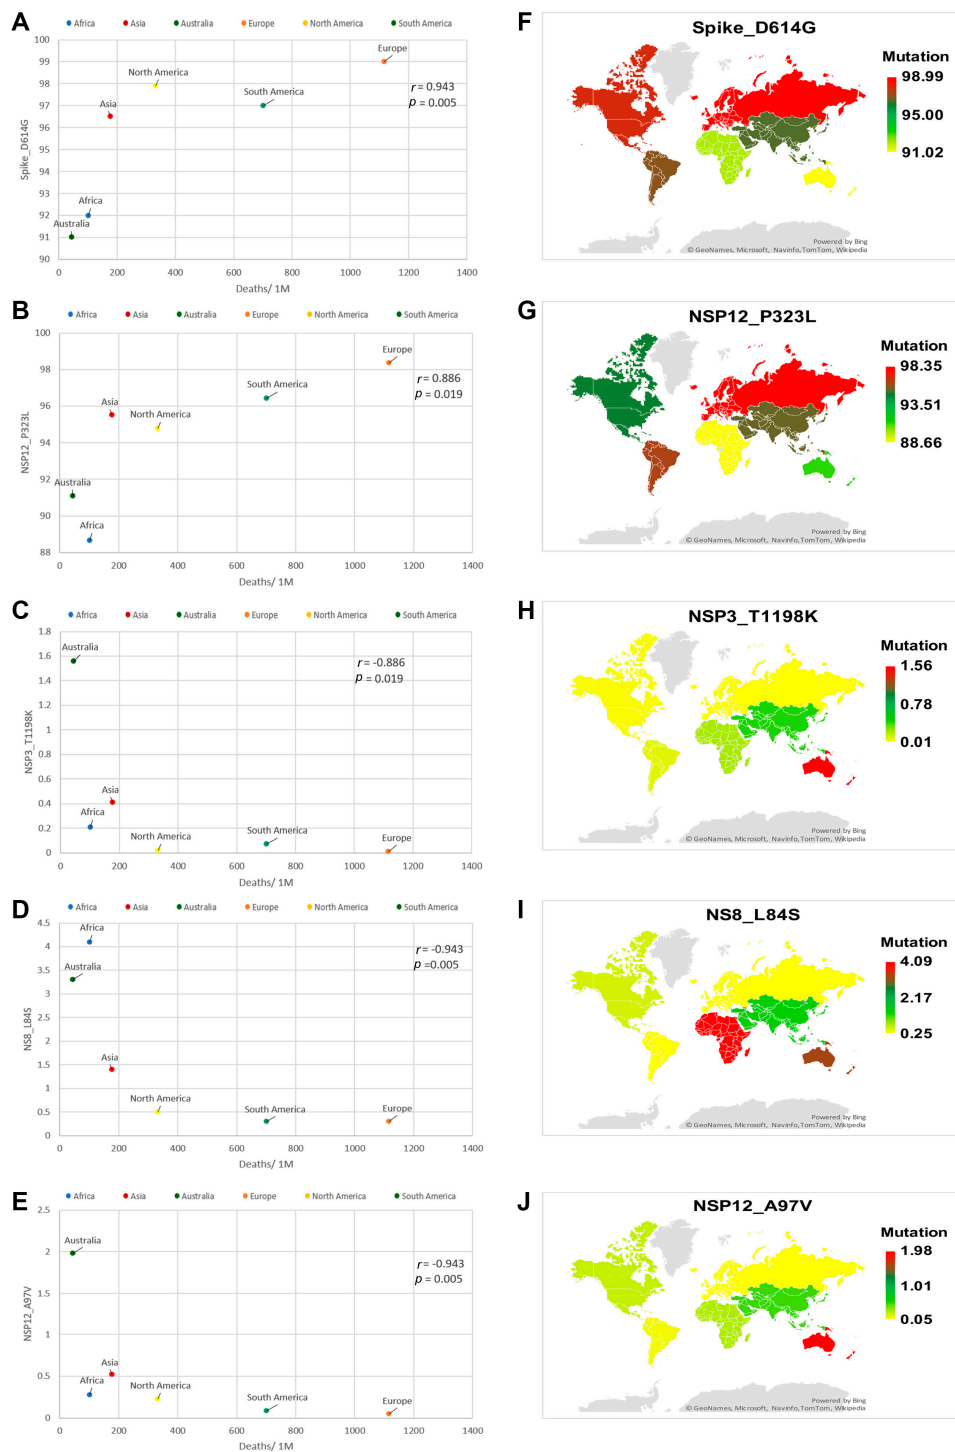 A
Africa Asia Australia Europe North America South America
100
99
98
97
96
95
94
93
92
91
90
Spike_D614G
Europe
North America
South America
Asia
Africa
Australia
r = 0.943
p = 0.005
0 200 400 600 800 1000 1200 1400
Deaths/ 1M
F
Spike_D614G
Mutation
98.99
95.00
91.02
Powered by Bing
© GeoNames, Microsoft, Navinfo, TomTom, Wikipedia
B
Africa Asia Australia Europe North America South America
100
98
96
94
92
90
88
NSP12_P323L
Europe
South America
Asia
North America
Australia
Africa
r = 0.886
p = 0.019
0 200 400 600 800 1000 1200 1400
Deaths/ 1M
G
NSP12_P323L
Mutation
98.35
93.51
88.66
Powered by Bing
© GeoNames, Microsoft, Navinfo, TomTom, Wikipedia
C
Africa Asia Australia Europe North America South America
1.8
1.6
1.4
1.2
1
0.8
0.6
0.4
0.2
0
NSP3_T1198K
Australia
Asia
Africa
North America
South America
Europe
r = -0.886
p = 0.019
0 200 400 600 800 1000 1200 1400
Deaths/ 1M
H
NSP3_T1198K
Mutation
1.56
0.78
0.01
Powered by Bing
© GeoNames, Microsoft, Navinfo, TomTom, Wikipedia
D
Africa Asia Australia Europe North America South America
4.5
4
3.5
3
2.5
2
1.5
1
0.5
0
NS8_L84S
Africa
Australia
Asia
North America
South America
Europe
r = -0.943
p =0.005
0 200 400 600 800 1000 1200 1400
Deaths/ 1M
I
NS8_L84S
Mutation
4.09
2.17
0.25
Powered by Bing
© GeoNames, Microsoft, Navinfo, TomTom, Wikipedia
E
Africa Asia Australia Europe North America South America
2.5
2
1.5
1
0.5
0
NSP12_A97V
Australia
Asia
Africa
North America
South America
Europe
r = -0.943
p = 0.005
0 200 400 600 800 1000 1200 1400
Deaths/ 1M
J
NSP12_A97V
Mutation
1.98
1.01
0.05
Powered by Bing
© GeoNames, Microsoft, Navinfo, TomTom, Wikipedia